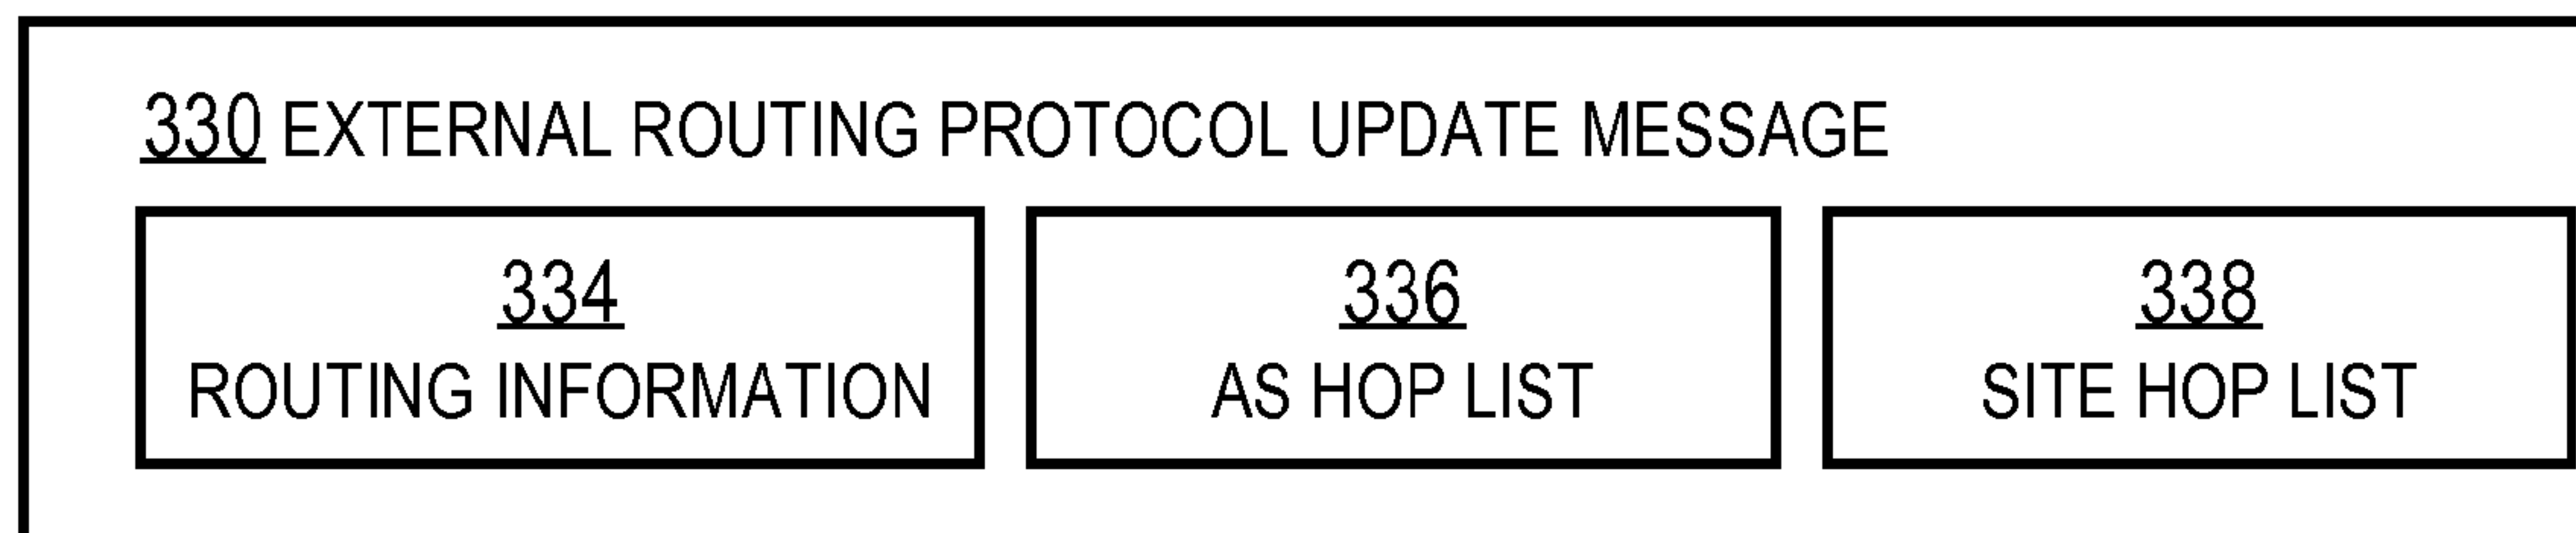 330 EXTERNAL ROUTING PROTOCOL UPDATE MESSAGE
334
ROUTING INFORMATION
336
AS HOP LIST
338
SITE HOP LIST